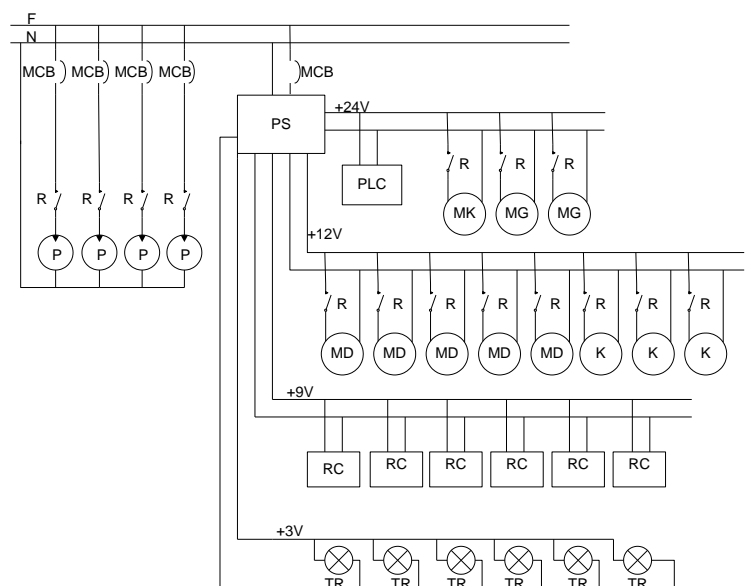 F
N
MCB MCB MCB MCB MCB
+24V
PS
R R R
PLC
R R R R
MK MG MG
+12V
P P P P
R R R R R R R R
MD MD MD MD MD K K K
+9V
RC RC RC RC RC RC
+3V
TR TR TR TR TR TR